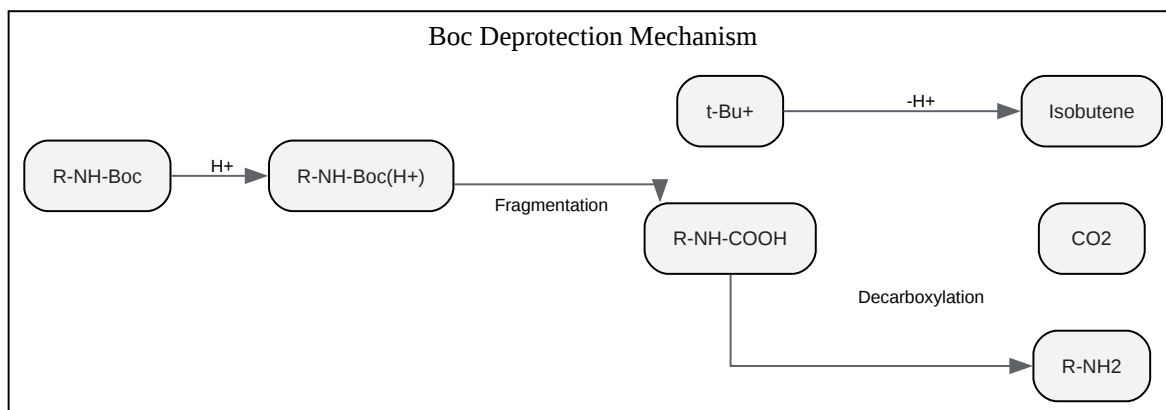 Boc Deprotection Mechanism
t-Bu+
-H+
Isobutene
R-NH-Boc
H+
R-NH-Boc(H+)
Fragmentation
R-NH-COOH
CO2
Decarboxylation
R-NH2